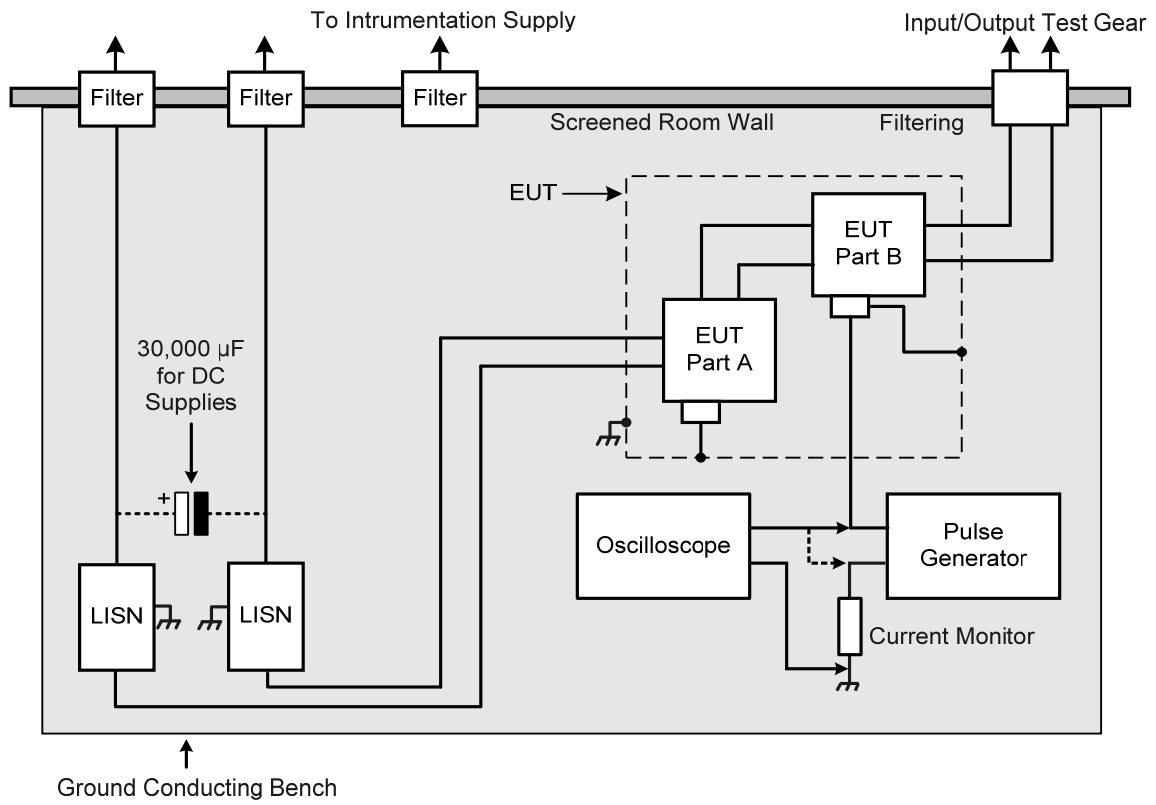 To Intrumentation Supply
Input/Output Test Gear
Filter
Filter
Filter
Screened Room Wall
Filtering
EUT
EUT
Part B
EUT
Part A
30,000 µF
for DC
Supplies
+
Oscilloscope
Pulse
Generator
LISN
LISN
Current Monitor
Ground Conducting Bench